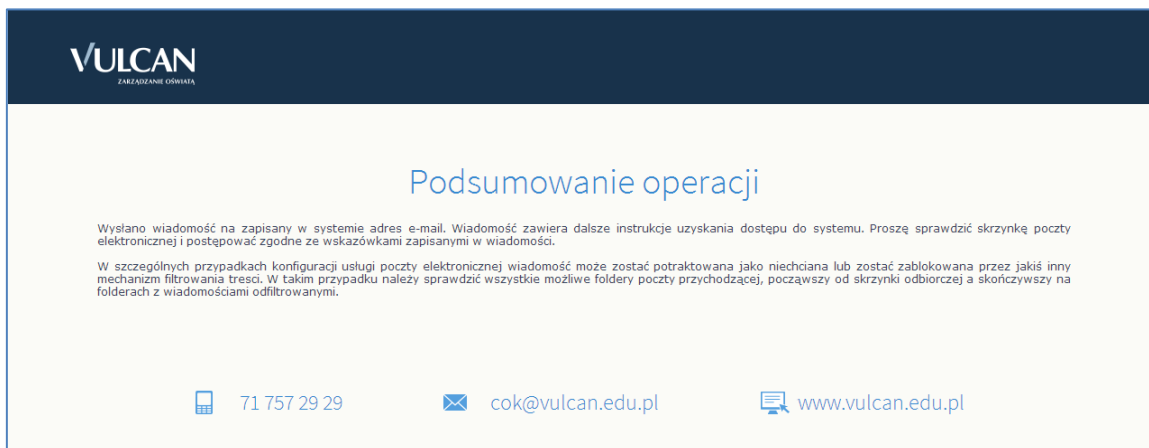 VULCAN
ZARZĄDZANIE OŚWIATĄ
Podsumowanie operacji
Wysłano wiadomość na zapisany w systemie adres e-mail. Wiadomość zawiera dalsze instrukcje uzyskania dostępu do systemu. Proszę sprawdzić skrzynkę poczty
elektronicznej i postępować zgodne ze wskazówkami zapisanymi w wiadomości.
W szczególnych przypadkach konfiguracji usługi poczty elektronicznej wiadomość może zostać potraktowana jako niechciana lub zostać zablokowana przez jakiś inny
mechanizm filtrowania tresci. W takim przypadku należy sprawdzić wszystkie możliwe foldery poczty przychodzącej, począwszy od skrzynki odbiorczej a skończywszy na
folderach z wiadomościami odfiltrowanymi.
71 757 29 29 cok@vulcan.edu.pl www.vulcan.edu.pl